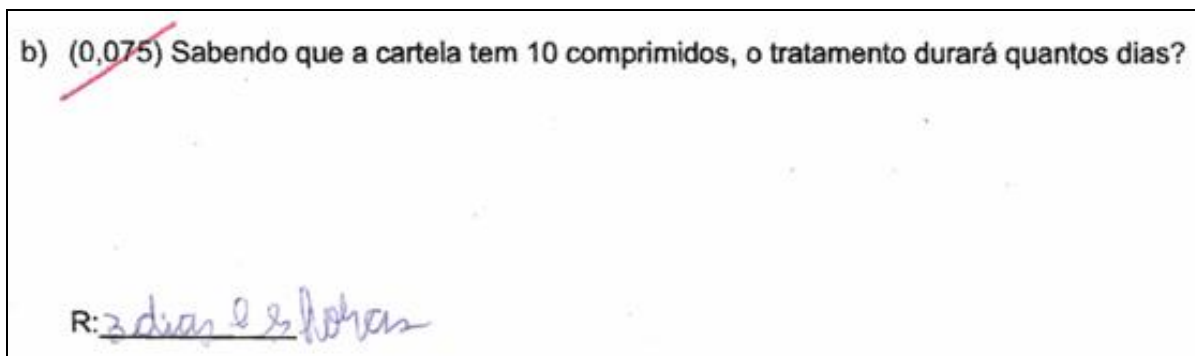 b) (0,075) Sabendo que a cartela tem 10 comprimidos, o tratamento durará quantos dias?
R: 3 dias e 8 horas